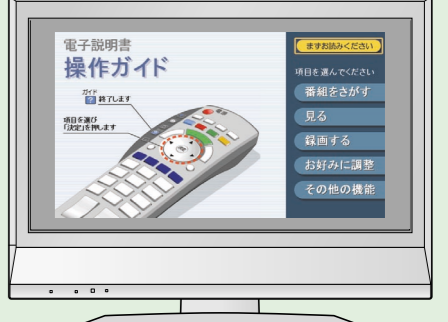 電子説明書
操作ガイド
ガイド
? 終了します
項目を選び
「決定」を押します
まずお読みください
項目を選んでください
番組をさがす
見る
録画する
お好みに調整
その他の機能